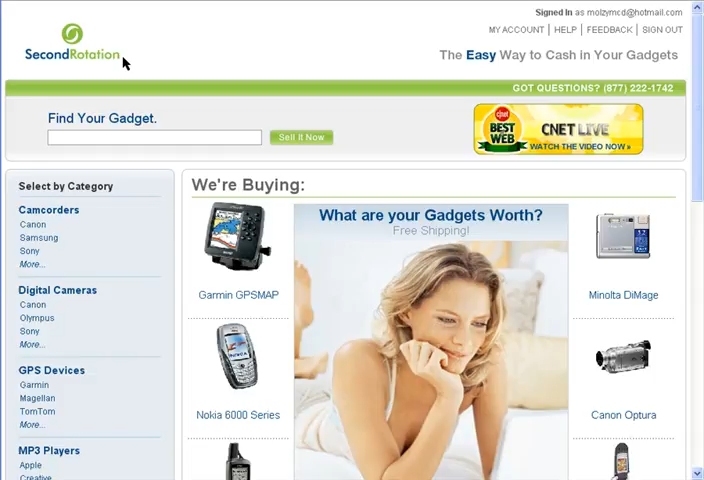 Signed In as molzymcd@hotmail.com
MY ACCOUNT | HELP | FEEDBACK | SIGN OUT
SecondRotation
The Easy Way to Cash in Your Gadgets
GOT QUESTIONS? (877) 222-1742
Find Your Gadget.
Sell It Now
cnet
BEST WEB
CNET LIVE
WATCH THE VIDEO NOW »
Select by Category
Camcorders
Canon
Samsung
Sony
More...
Digital Cameras
Canon
Olympus
Sony
More...
GPS Devices
Garmin
Magellan
TomTom
More...
MP3 Players
Apple
Creative
We're Buying:
Garmin GPSMAP
Nokia 6000 Series
What are your Gadgets Worth?
Free Shipping!
Minolta DiMage
Canon Optura